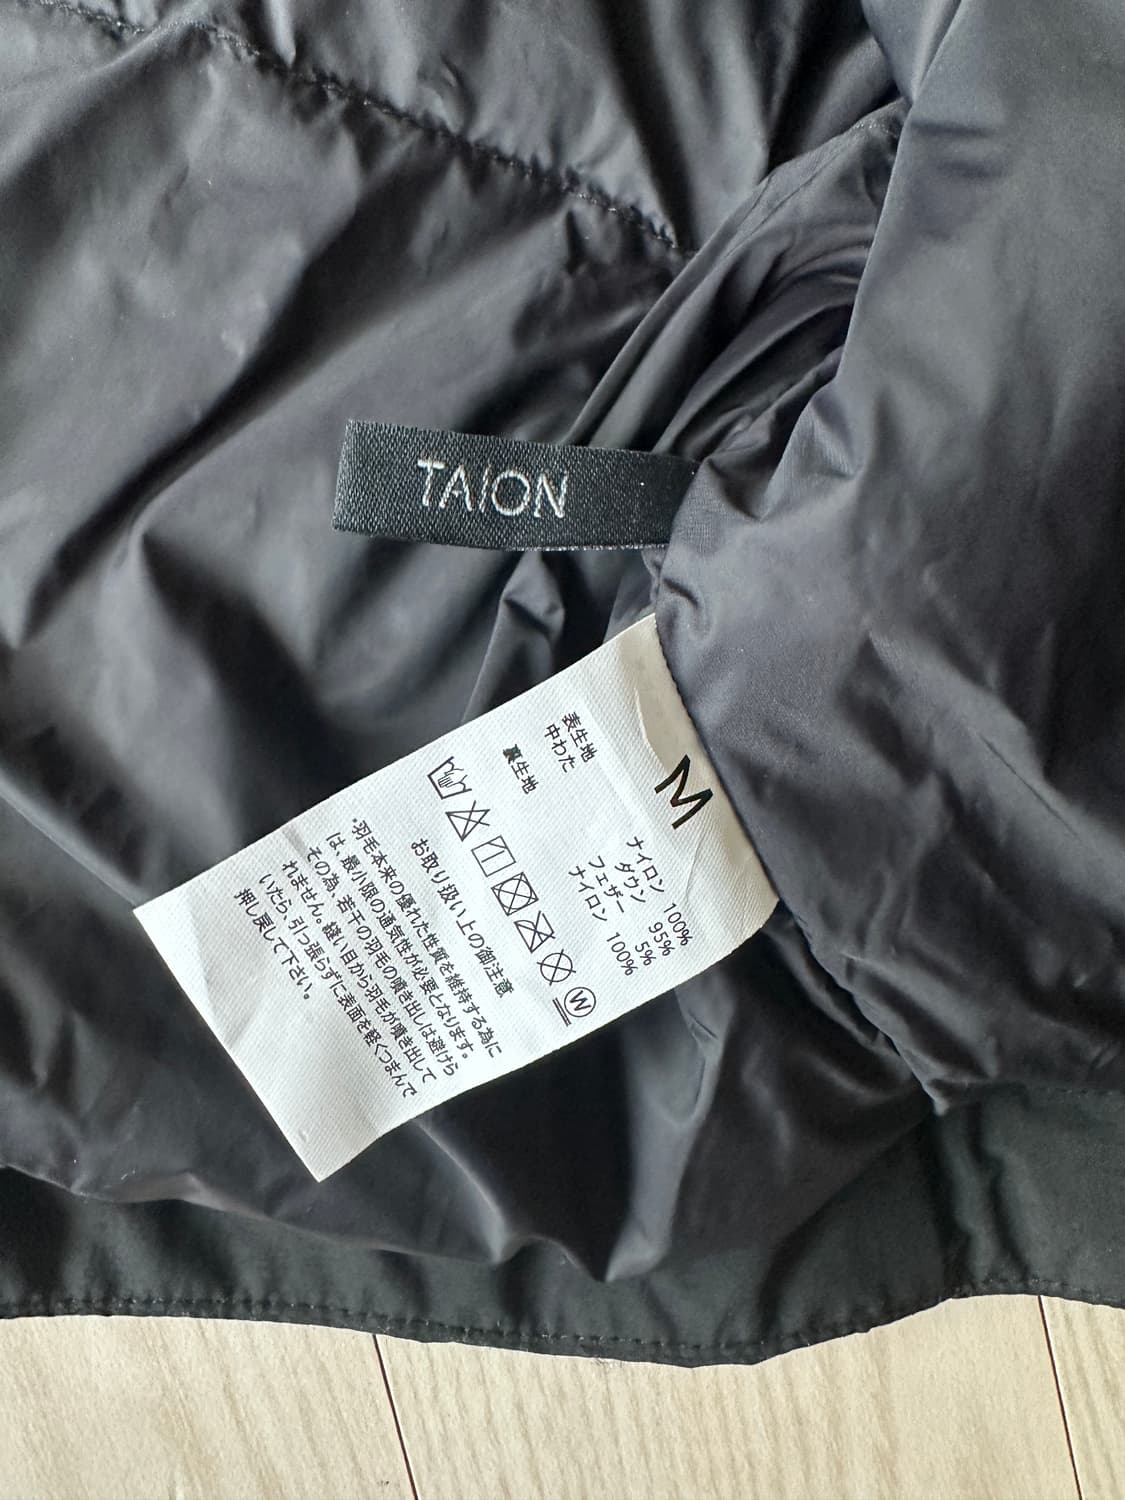 TAION
M
表生地 ナイロン 100%
中わた ダウン 95%
フェザー 5%
裏生地 ナイロン 100%
W
お取り扱い上の御注意
*羽毛本来の優れた性質を維持する為に
は、最小限の通気性が必要となります。
その為、若干の羽毛の噴き出しは避けら
れません。縫い目から羽毛が噴き出して
いたら、引っ張らずに表面を軽くつまんで
押し戻して下さい。